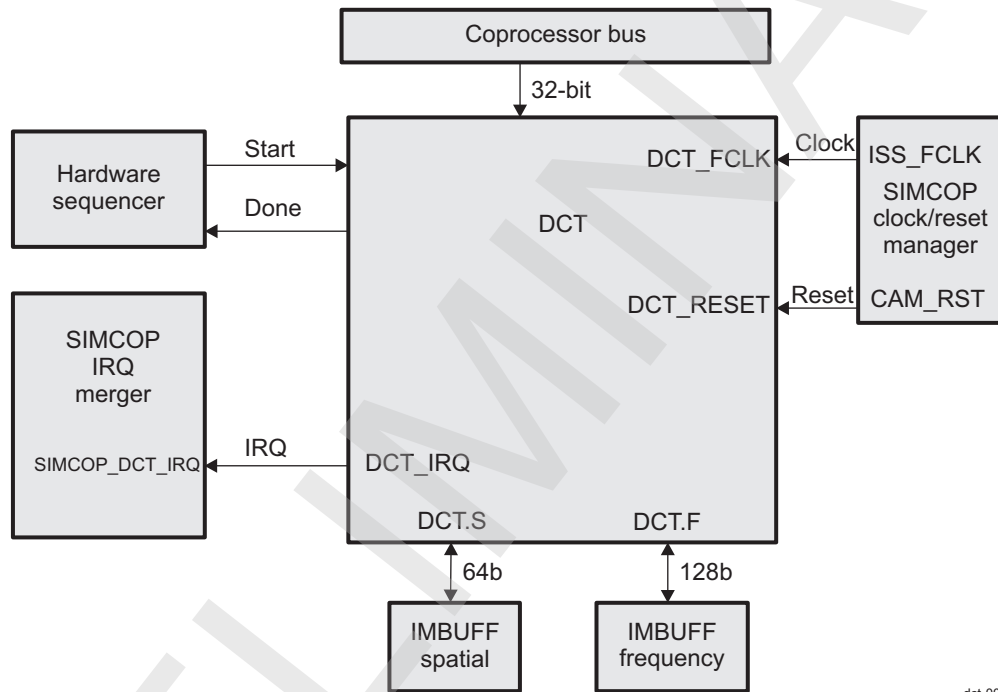 Coprocessor bus
32-bit
Hardware
sequencer
Start
Done
DCT_FCLK
Clock
ISS_FCLK
SIMCOP
clock/reset
manager
DCT
DCT_RESET
Reset
CAM_RST
SIMCOP
IRQ
merger
SIMCOP_DCT_IRQ
IRQ
DCT_IRQ
DCT.S
DCT.F
64b
128b
IMBUFF
spatial
IMBUFF
frequency